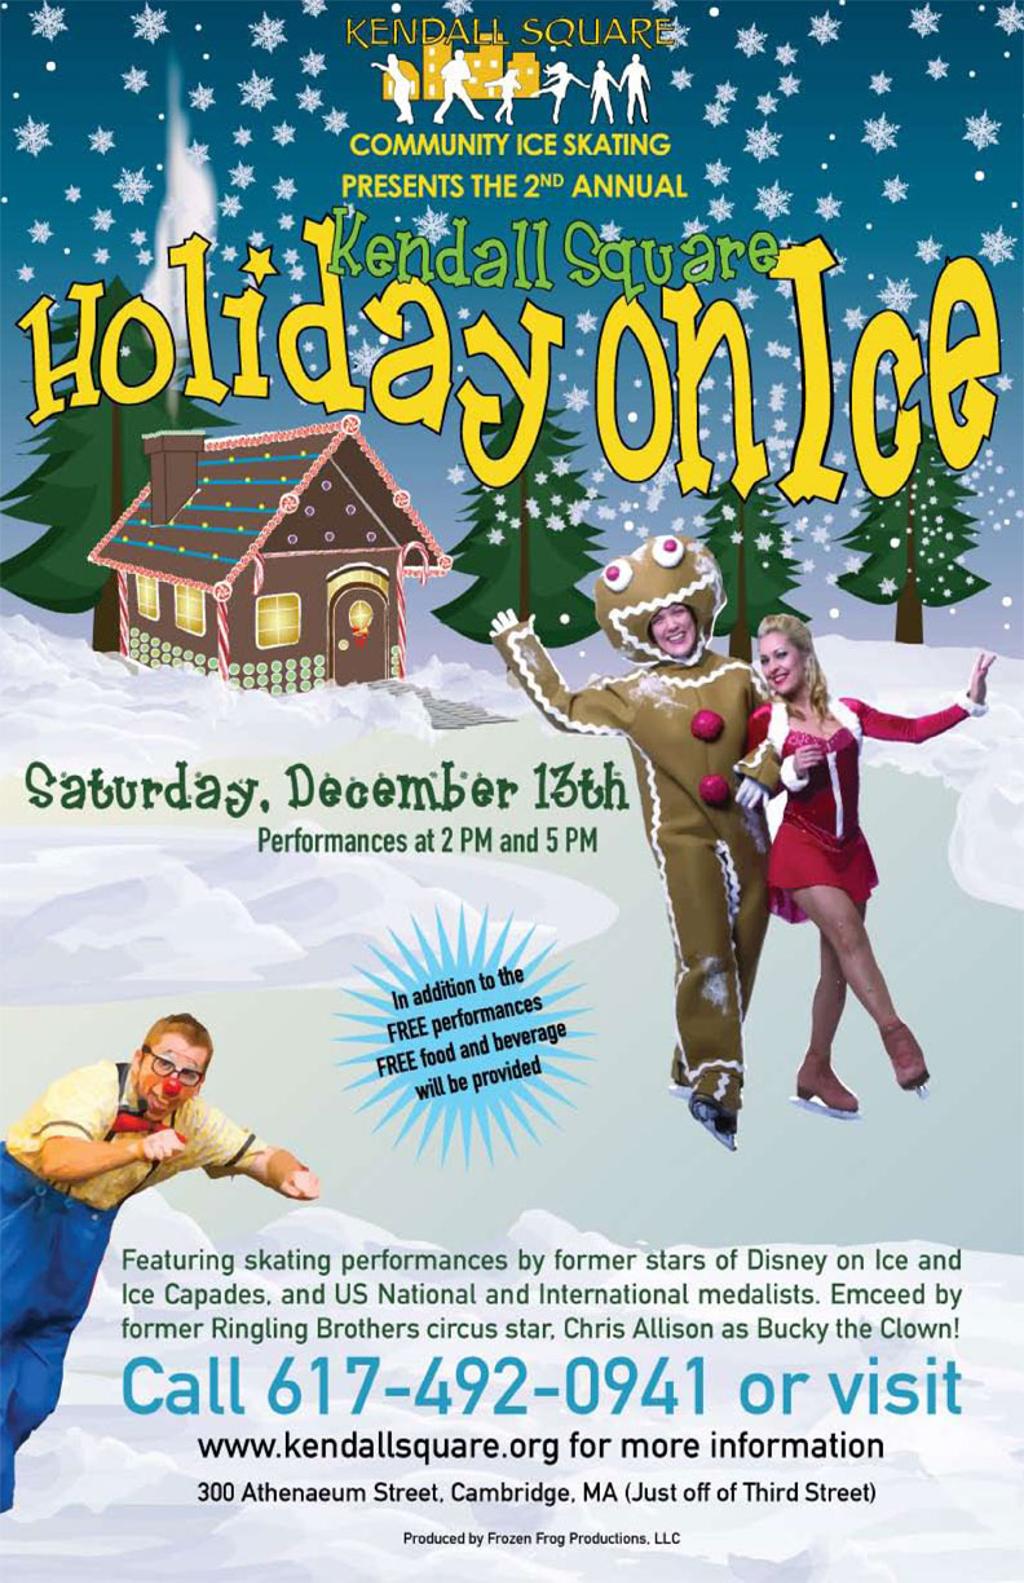 KENDALL SQUARE
COMMUNITY ICE SKATING
PRESENTS THE 2ND ANNUAL
Kendall Square
Holiday on Ice
Saturday, December 13th
Performances at 2 PM and 5 PM
In addition to the
FREE performances
FREE food and beverage
will be provided
Featuring skating performances by former stars of Disney on Ice and
Ice Capades, and US National and International medalists. Emceed by
former Ringling Brothers circus star, Chris Allison as Bucky the Clown!
Call 617-492-0941 or visit
www.kendallsquare.org for more information
300 Athenaeum Street, Cambridge, MA (Just off of Third Street)
Produced by Frozen Frog Productions, LLC